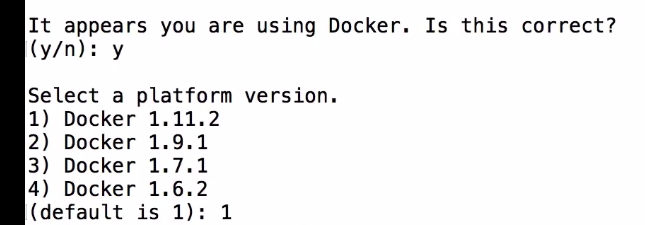 It appears you are using Docker. Is this correct?
(y/n): y
Select a platform version.
1) Docker 1.11.2
2) Docker 1.9.1
3) Docker 1.7.1
4) Docker 1.6.2
(default is 1): 1